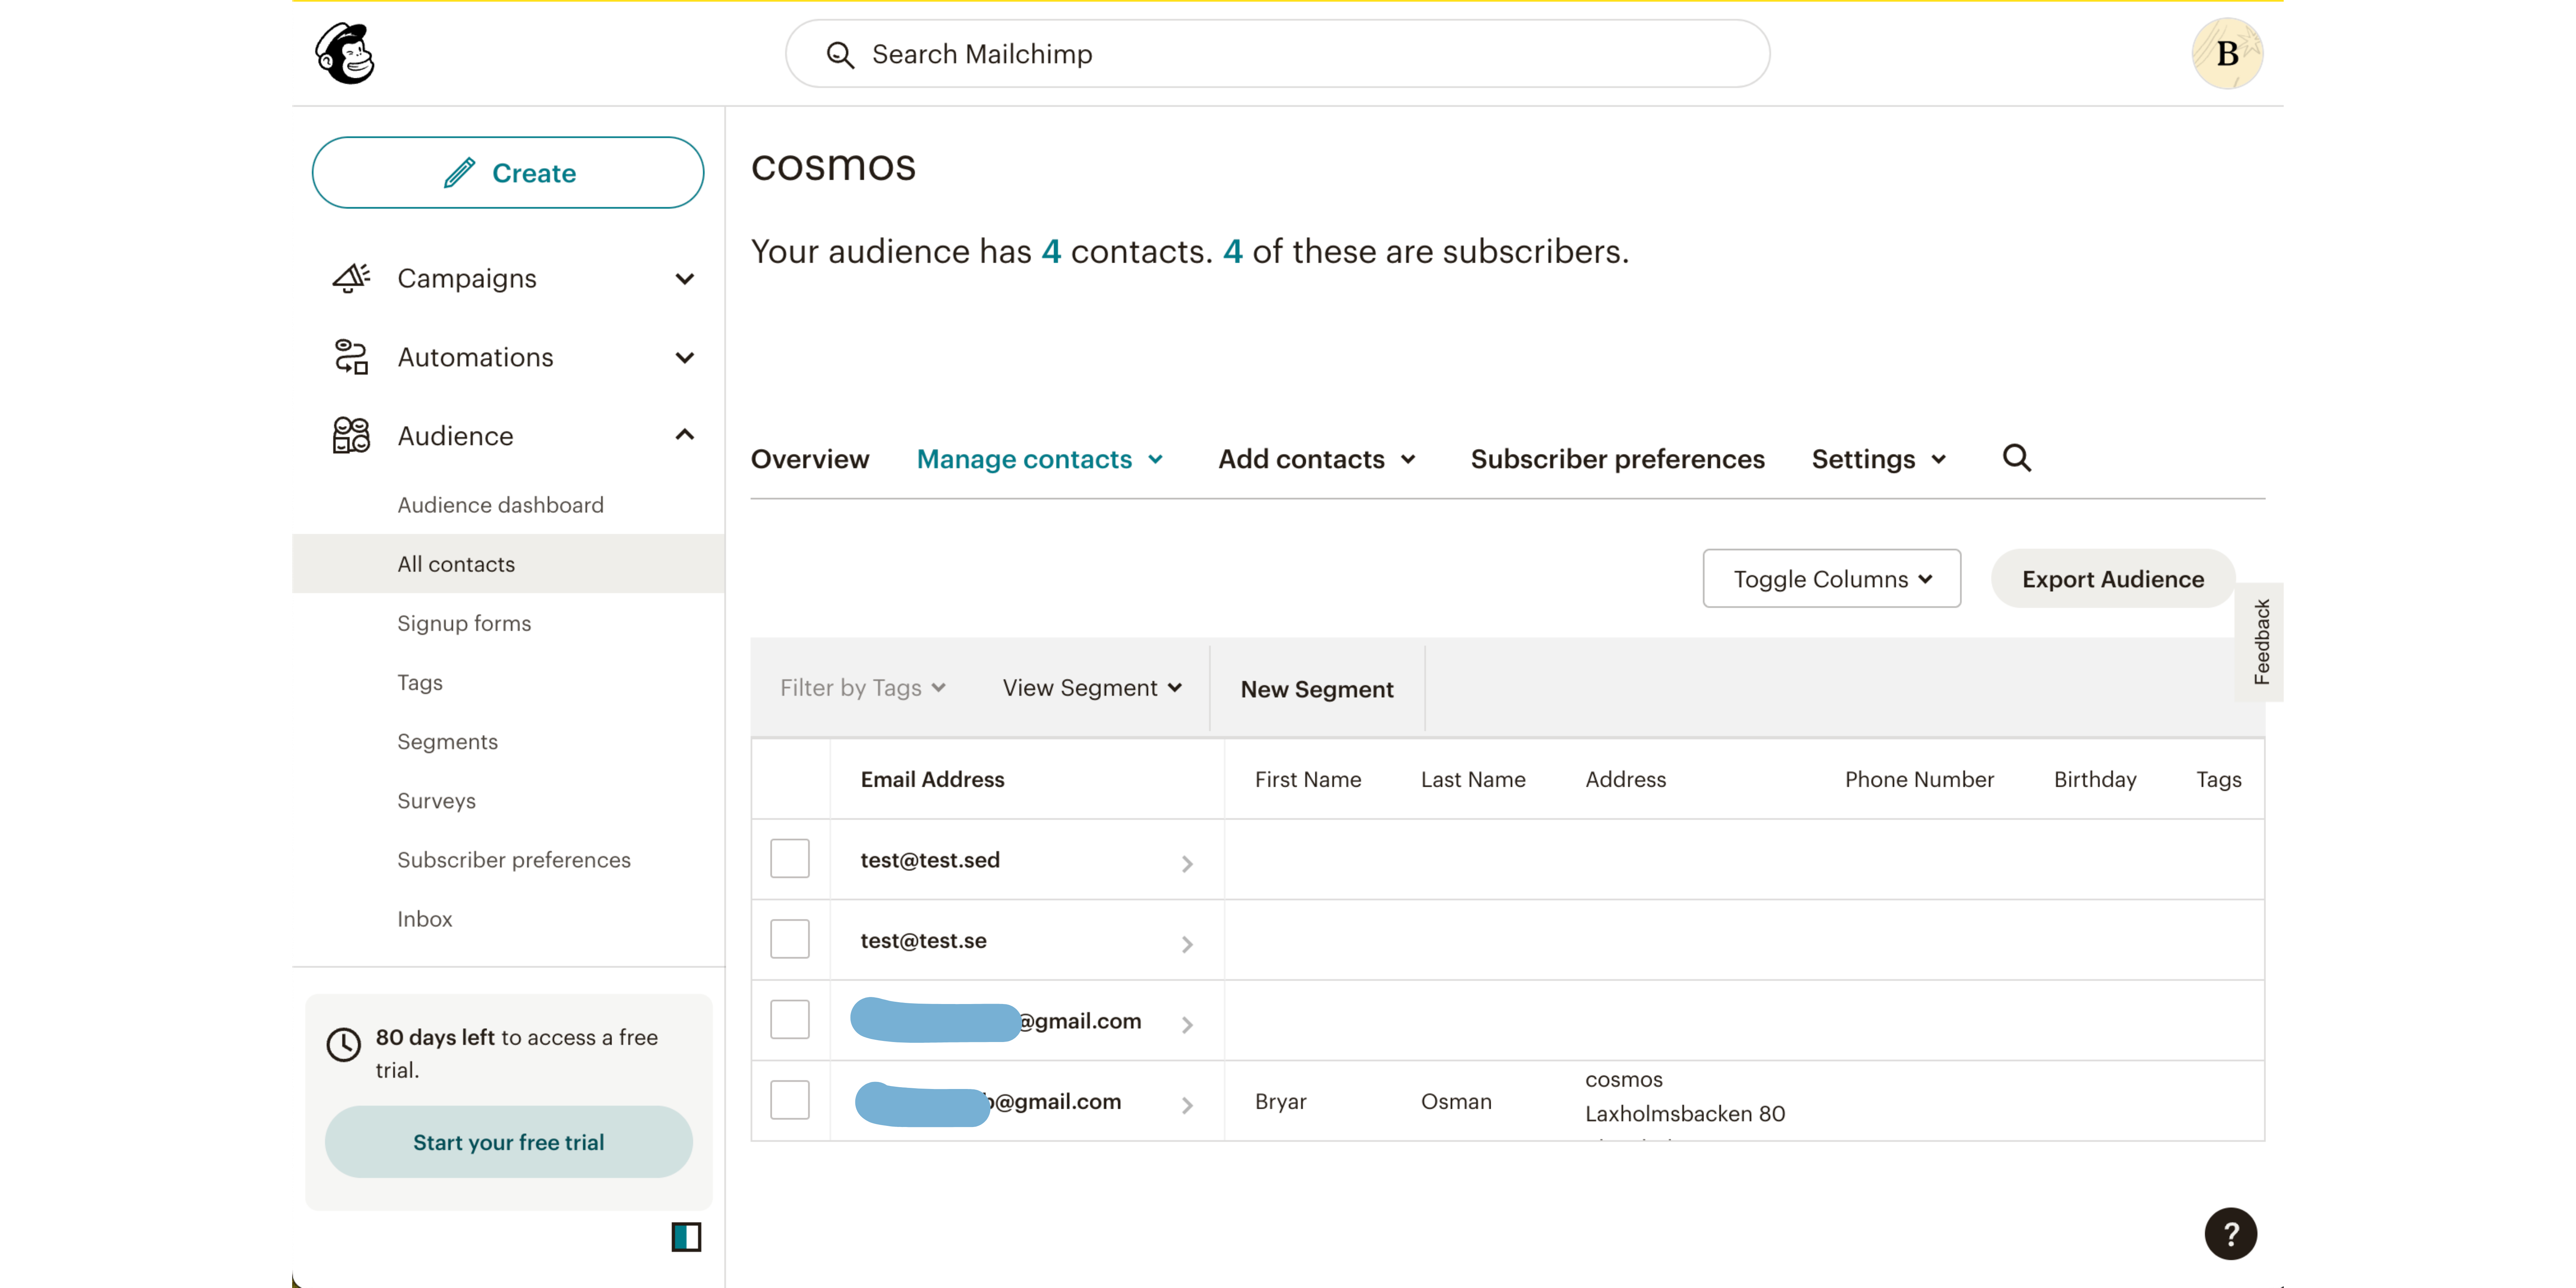 Search Mailchimp
B
Create
Campaigns
Automations
Audience
Audience dashboard
All contacts
Signup forms
Tags
Segments
Surveys
Subscriber preferences
Inbox
80 days left to access a free
trial.
Start your free trial
cosmos
Your audience has 4 contacts. 4 of these are subscribers.
Overview Manage contacts Add contacts Subscriber preferences Settings
Toggle Columns Export Audience
Feedback
Filter by Tags View Segment New Segment
Email Address First Name Last Name Address Phone Number Birthday Tags
test@test.sed
test@test.se
@gmail.com
b@gmail.com Bryar Osman cosmos
Laxholmsbacken 80
?